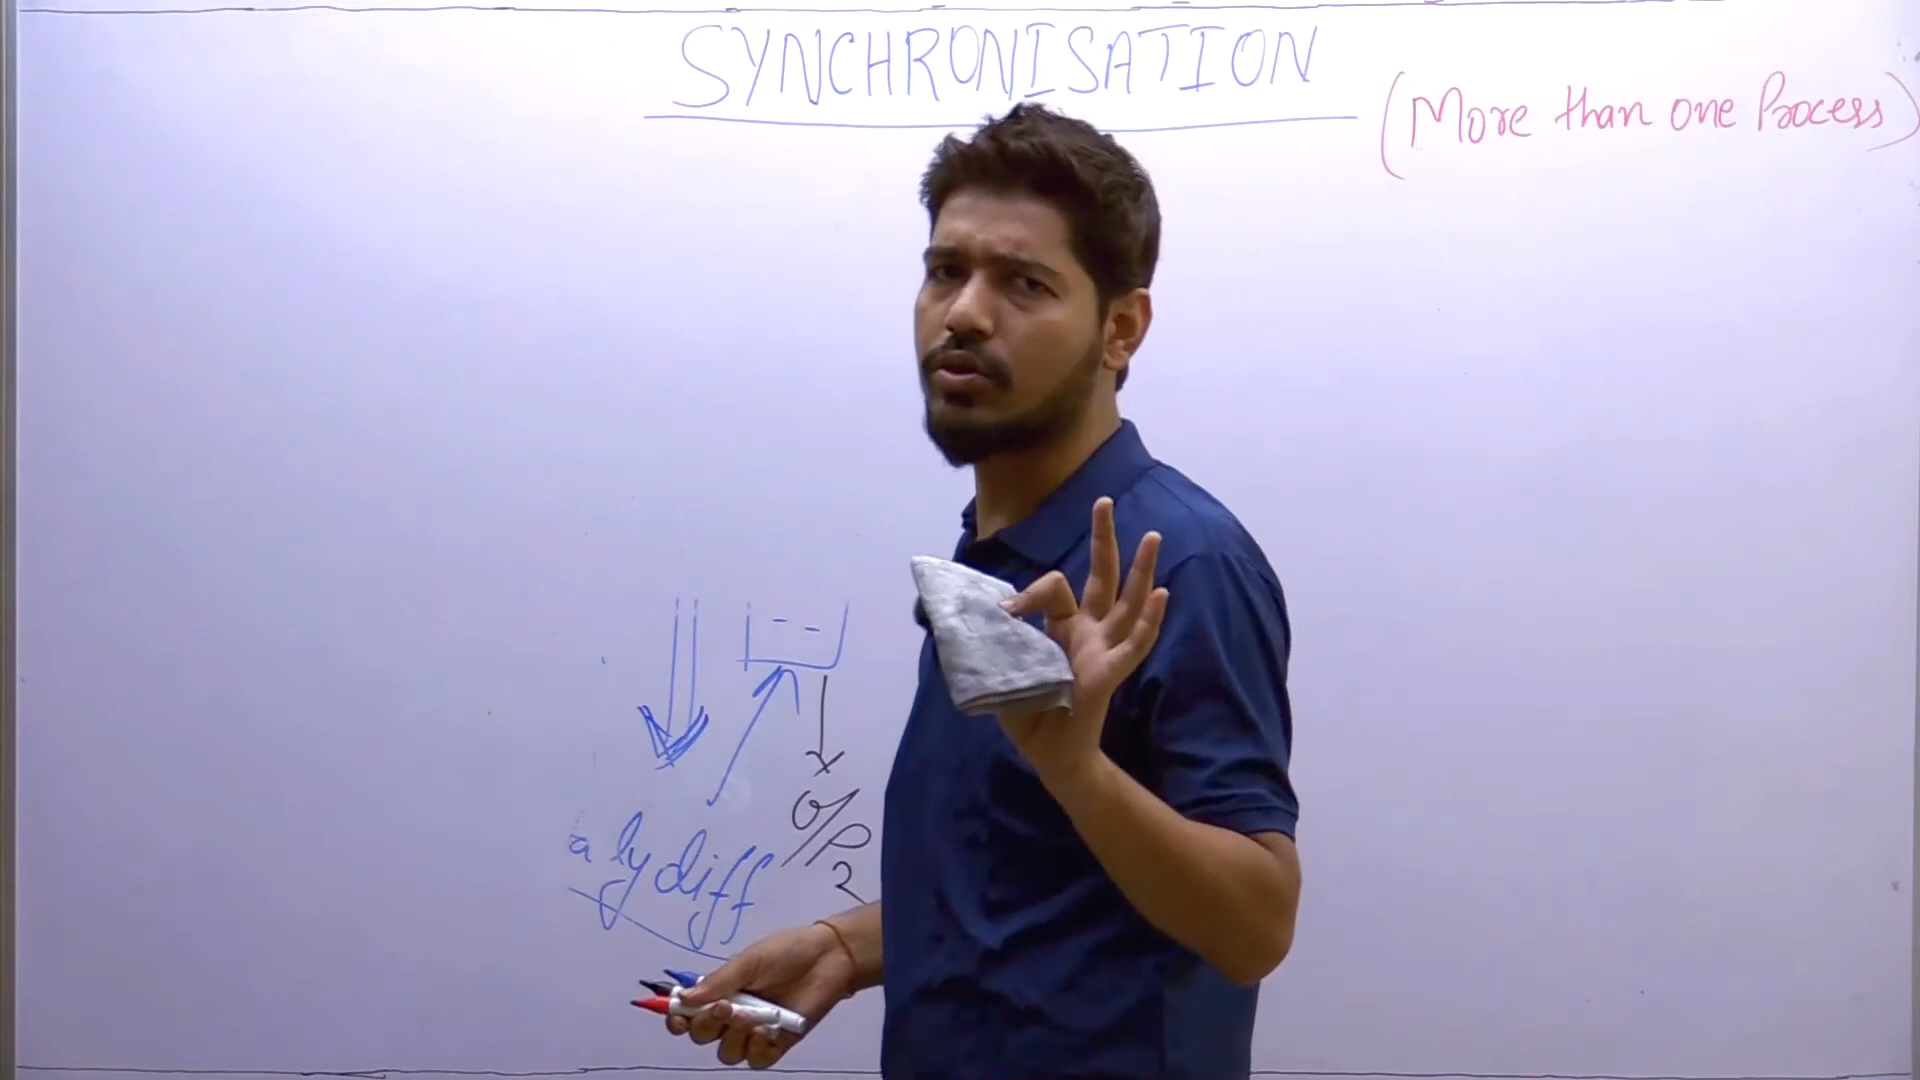 SYNCHRONISATION
(More than one Process)
O/P
2
a ly diff